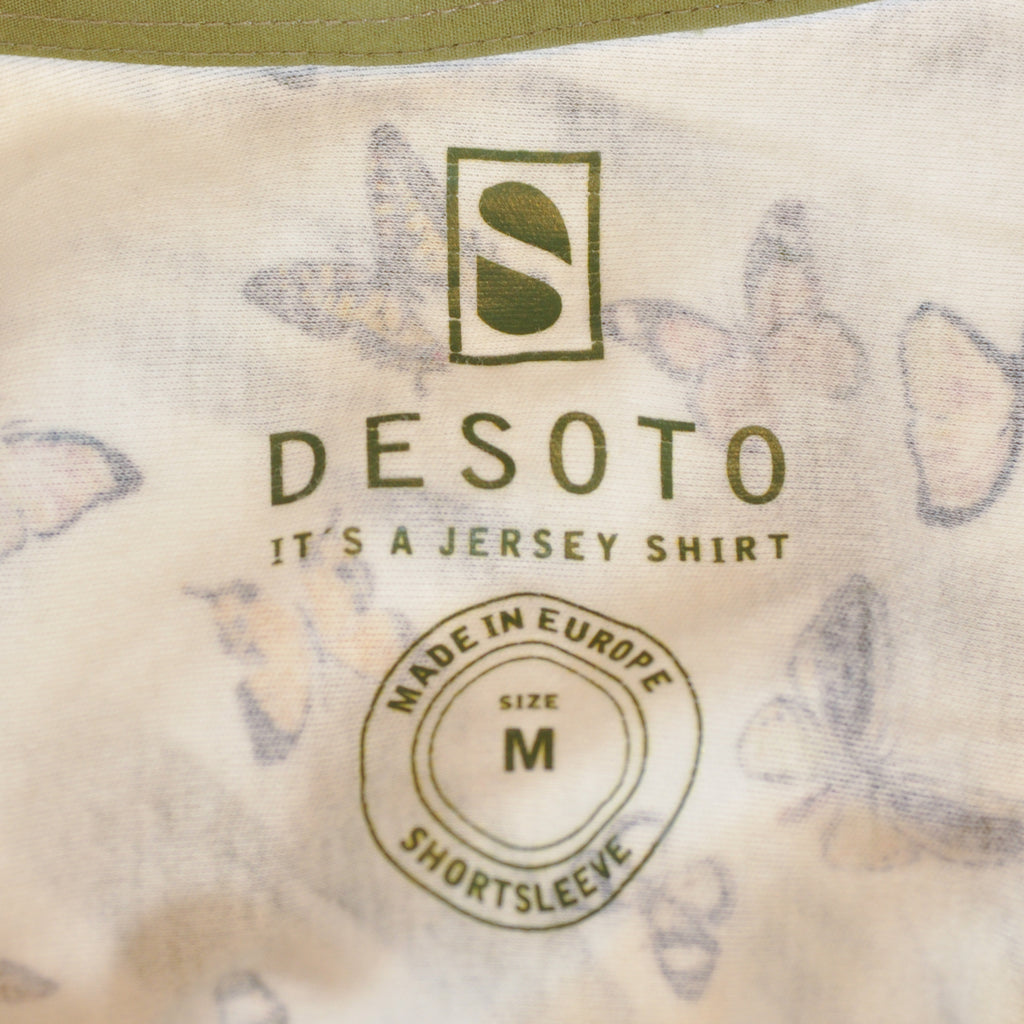 S
DESOTO
IT'S A JERSEY SHIRT
MADE IN EUROPE
SIZE
M
SHORTSLEEVE